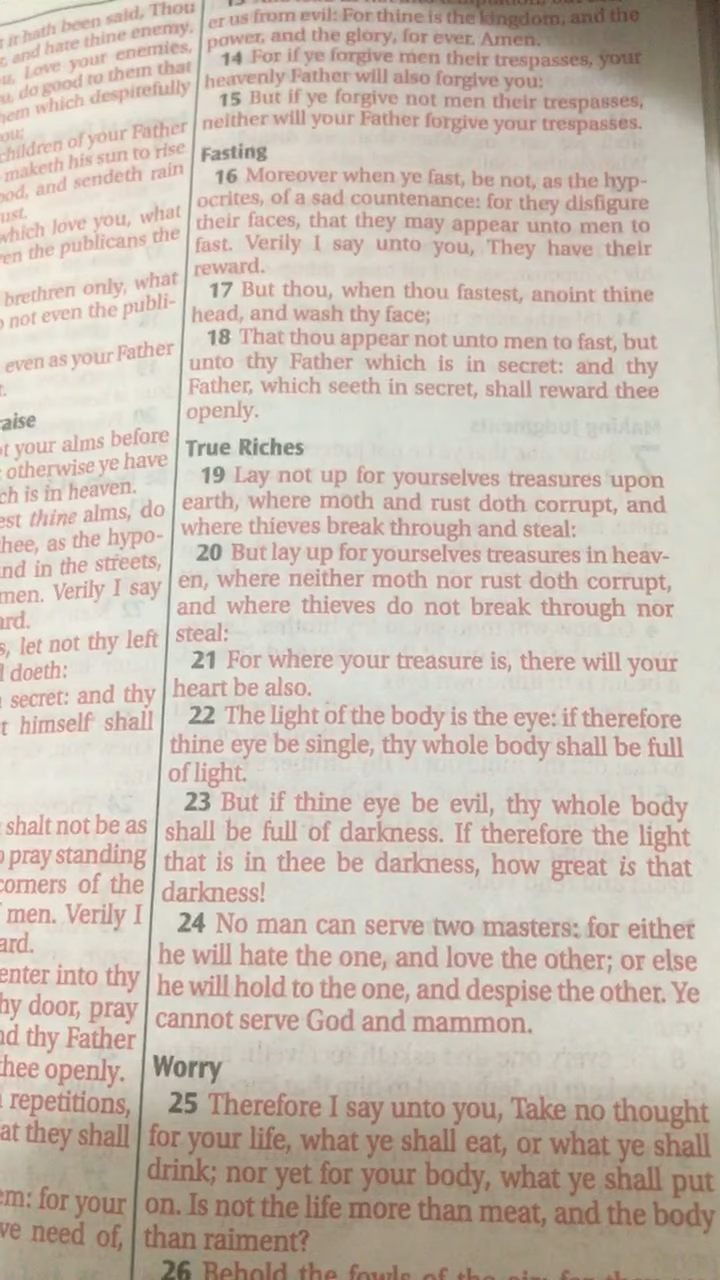 it hath been said, Thou
and hate thine enemy.
Love your enemies,
do good to them that
them which despitefully
children of your Father
maketh his sun to rise
and sendeth rain
which love you, what
the publicans the
brethren only, what
not even the publi-
even as your Father
your alms before
otherwise ye have
is in heaven.
thine alms, do
as the hypo-
in the streets,
men. Verily I say
let not thy left
doeth:
secret: and thy
himself shall
shalt not be as
pray standing
corners of the
men. Verily I
enter into thy
door, pray
thy Father
openly.
repetitions,
they shall
for your
need of,
er us from evil: For thine is the kingdom, and the
power, and the glory, for ever. Amen.
14 For if ye forgive men their trespasses, your
heavenly Father will also forgive you:
15 But if ye forgive not men their trespasses,
neither will your Father forgive your trespasses.
Fasting
16 Moreover when ye fast, be not, as the hyp-
ocrites, of a sad countenance: for they disfigure
their faces, that they may appear unto men to
fast. Verily I say unto you, They have their
reward.
17 But thou, when thou fastest, anoint thine
head, and wash thy face;
18 That thou appear not unto men to fast, but
unto thy Father which is in secret: and thy
Father, which seeth in secret, shall reward thee
openly.
True Riches
19 Lay not up for yourselves treasures upon
earth, where moth and rust doth corrupt, and
where thieves break through and steal:
20 But lay up for yourselves treasures in heav-
en, where neither moth nor rust doth corrupt,
and where thieves do not break through nor
steal:
21 For where your treasure is, there will your
heart be also.
22 The light of the body is the eye: if therefore
thine eye be single, thy whole body shall be full
of light.
23 But if thine eye be evil, thy whole body
shall be full of darkness. If therefore the light
that is in thee be darkness, how great is that
darkness!
24 No man can serve two masters: for either
he will hate the one, and love the other; or else
he will hold to the one, and despise the other. Ye
cannot serve God and mammon.
Worry
25 Therefore I say unto you, Take no thought
for your life, what ye shall eat, or what ye shall
drink; nor yet for your body, what ye shall put
on. Is not the life more than meat, and the body
than raiment?
26 Behold the fowls of the